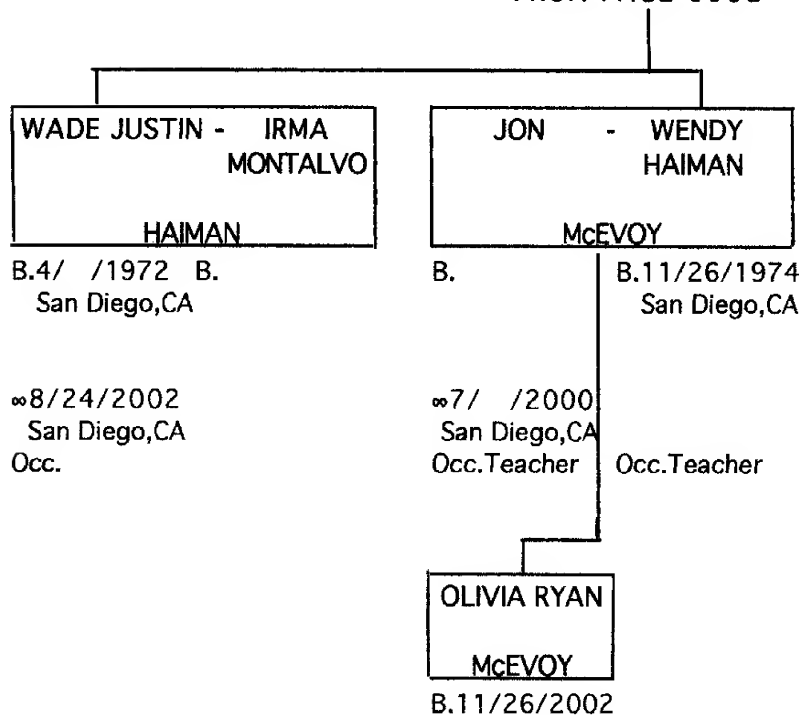 WADE JUSTIN - IRMA
MONTALVO
HAIMAN
B.4/ /1972 B.
San Diego,CA
∞8/24/2002
San Diego,CA
Occ.
JON - WENDY
HAIMAN
McEVOY
B. B.11/26/1974
San Diego,CA
∞7/ /2000
San Diego,CA
Occ.Teacher Occ.Teacher
OLIVIA RYAN
McEVOY
B.11/26/2002